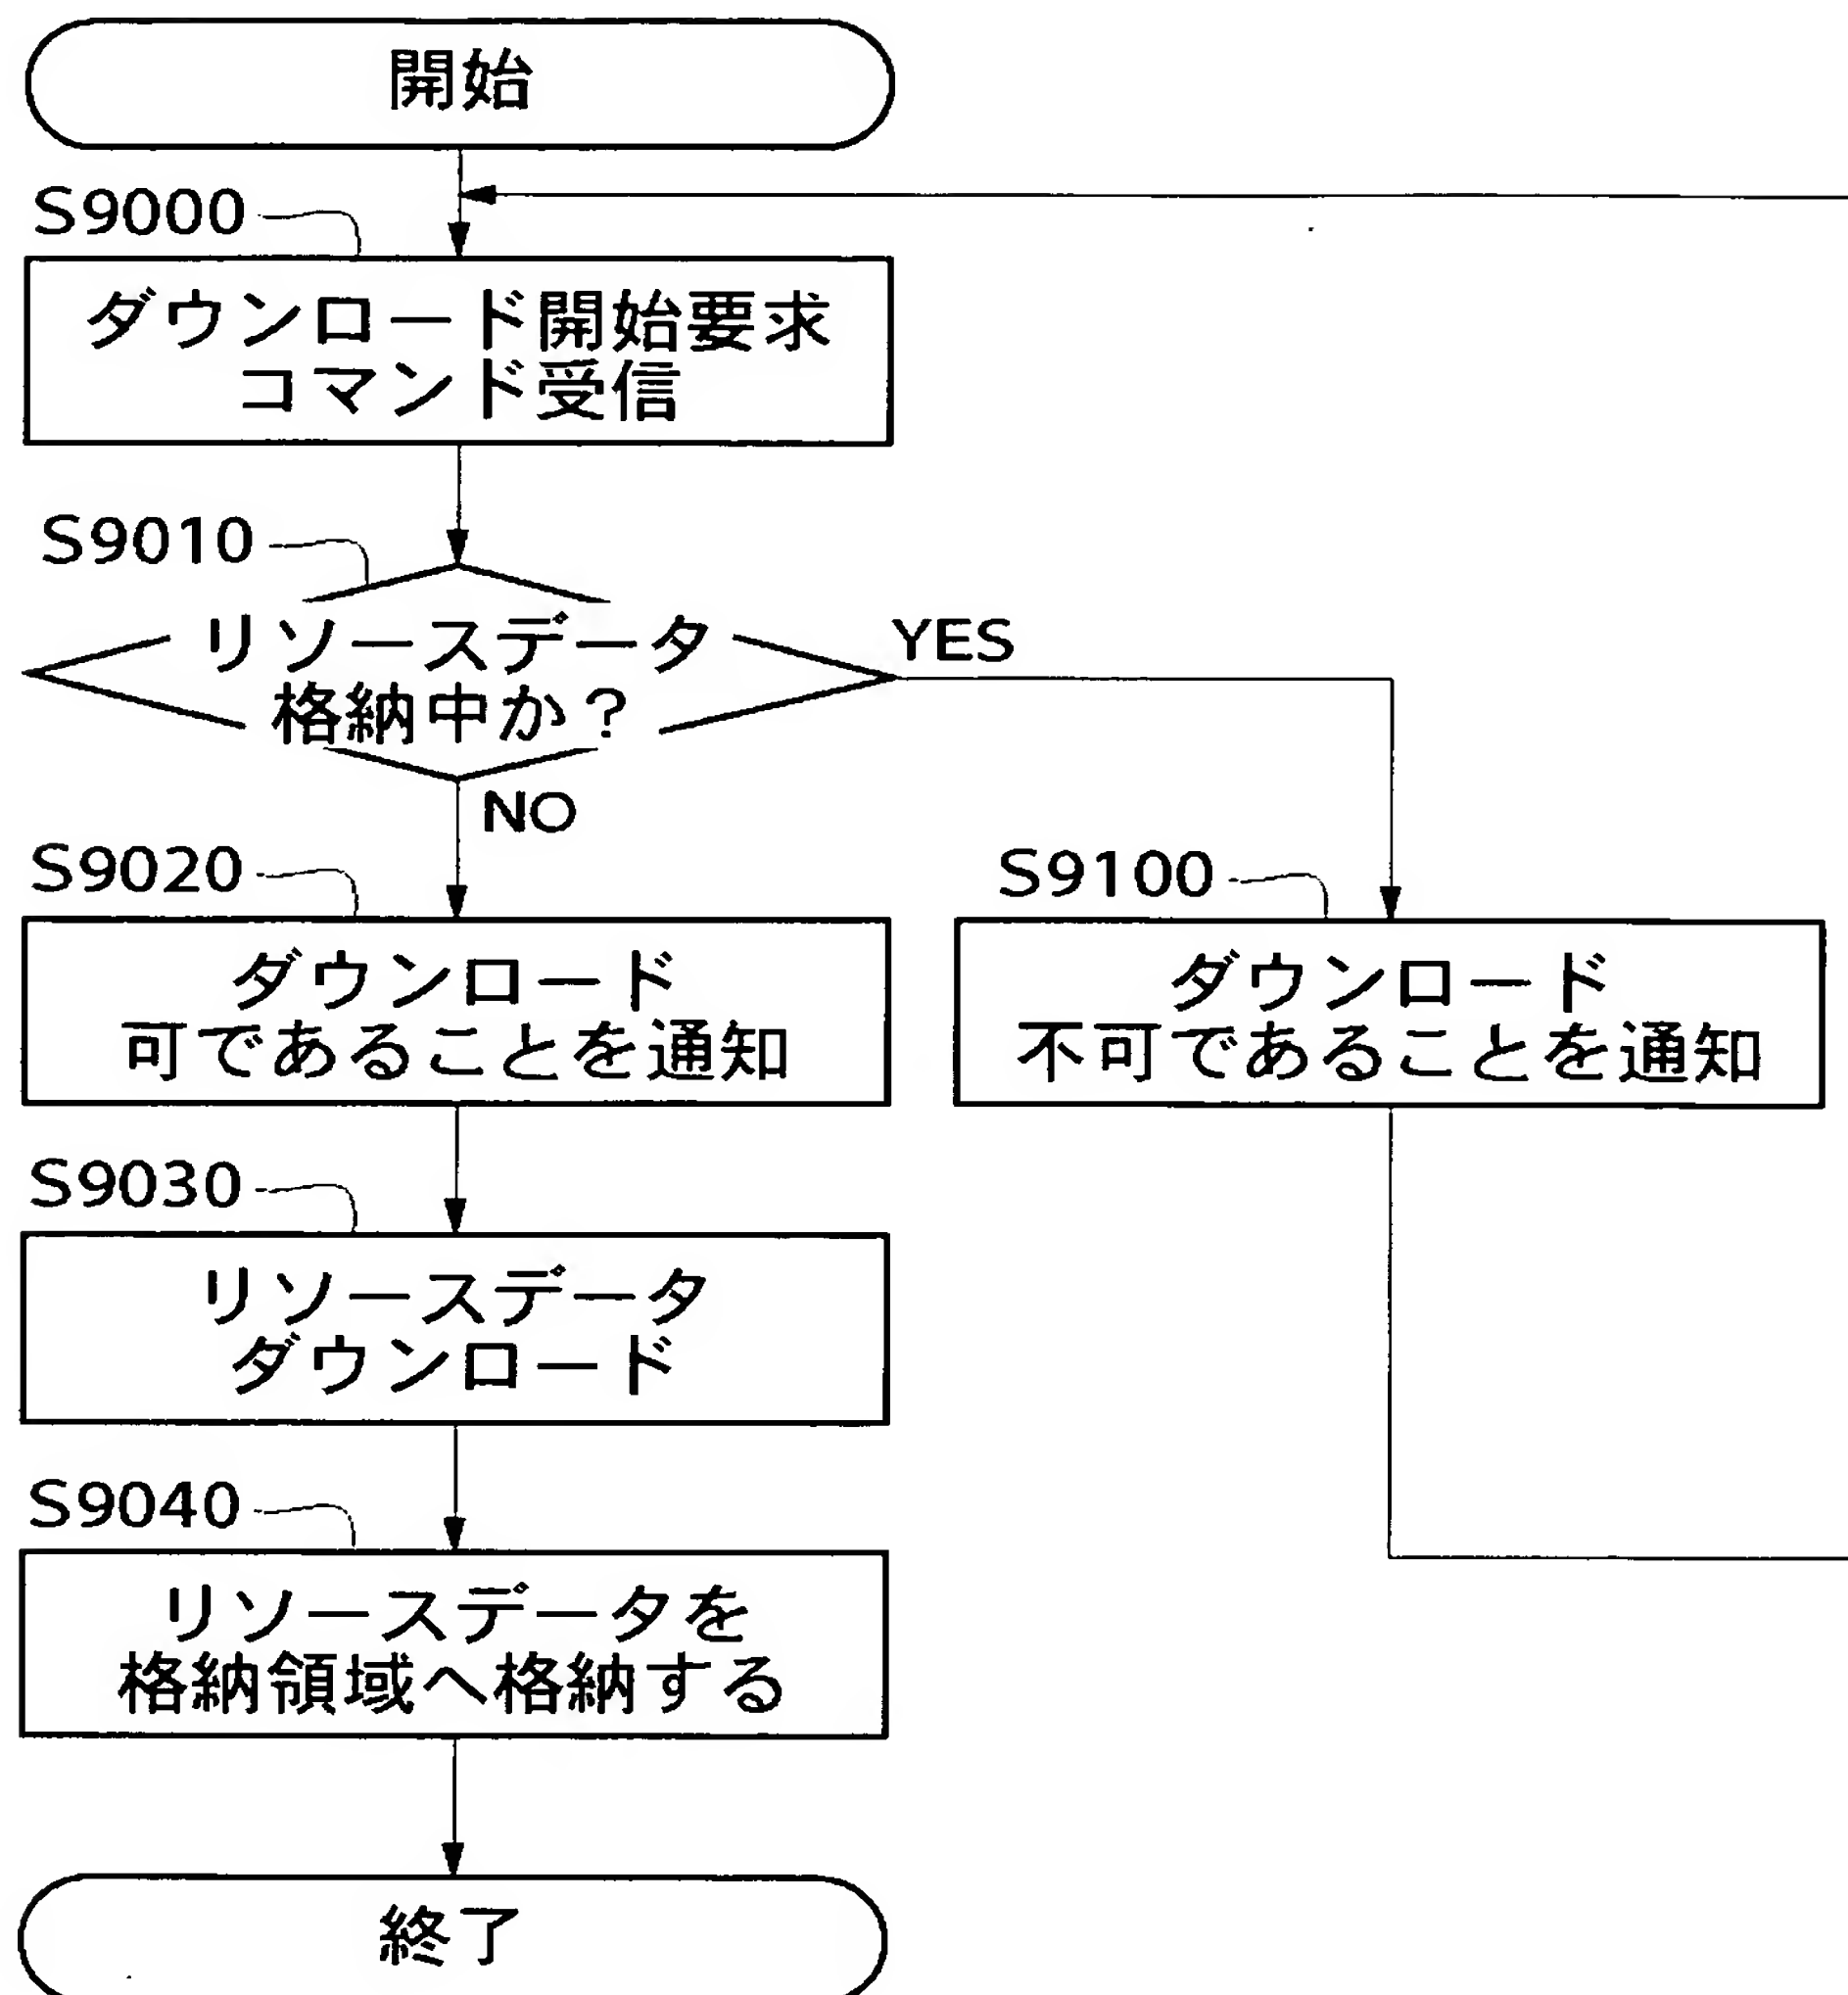 開始
S9000
ダウンロード開始要求
コマンド受信
S9010
リソースデータ
格納中か?
YES
NO
S9020
ダウンロード
可であることを通知
S9100
ダウンロード
不可であることを通知
S9030
リソースデータ
ダウンロード
S9040
リソースデータを
格納領域へ格納する
終了